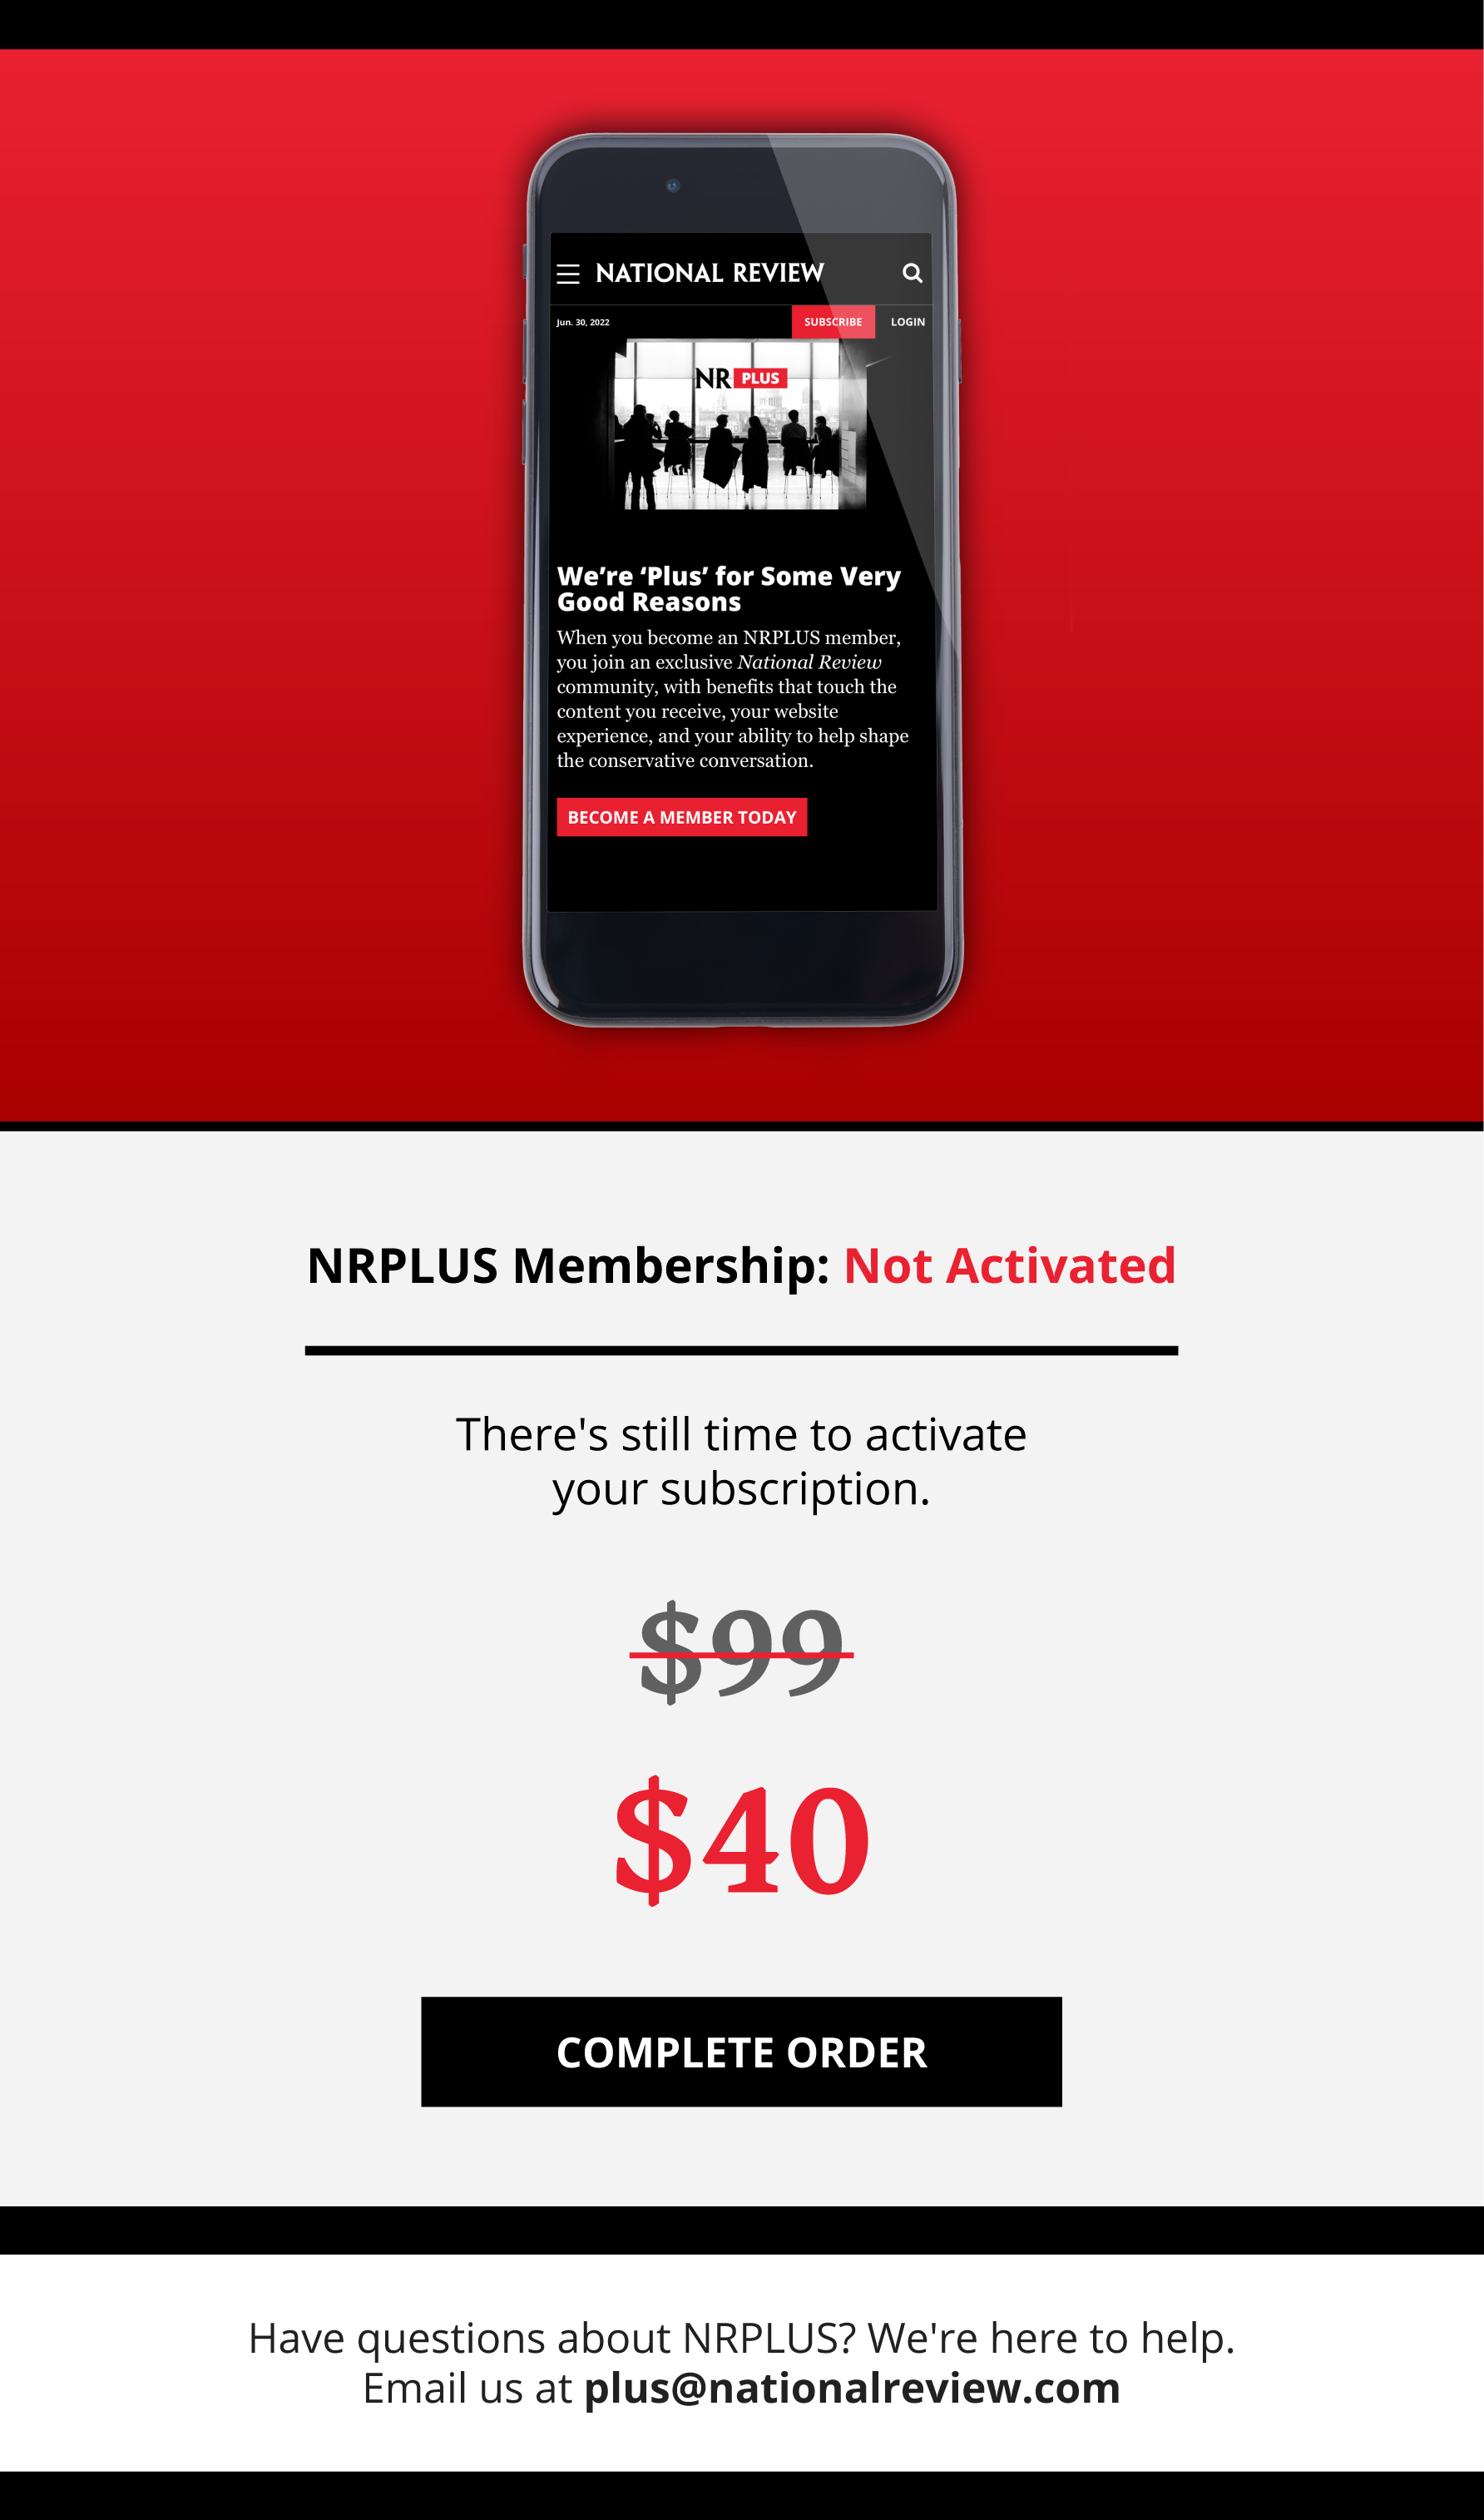 NATIONAL REVIEW
Jun. 30, 2022 SUBSCRIBE LOGIN
NR PLUS
We’re ‘Plus’ for Some Very
Good Reasons
When you become an NRPLUS member,
you join an exclusive National Review
community, with benefits that touch the
content you receive, your website
experience, and your ability to help shape
the conservative conversation.
BECOME A MEMBER TODAY
NRPLUS Membership: Not Activated
There's still time to activate
your subscription.
$99
$40
COMPLETE ORDER
Have questions about NRPLUS? We're here to help.
Email us at plus@nationalreview.com